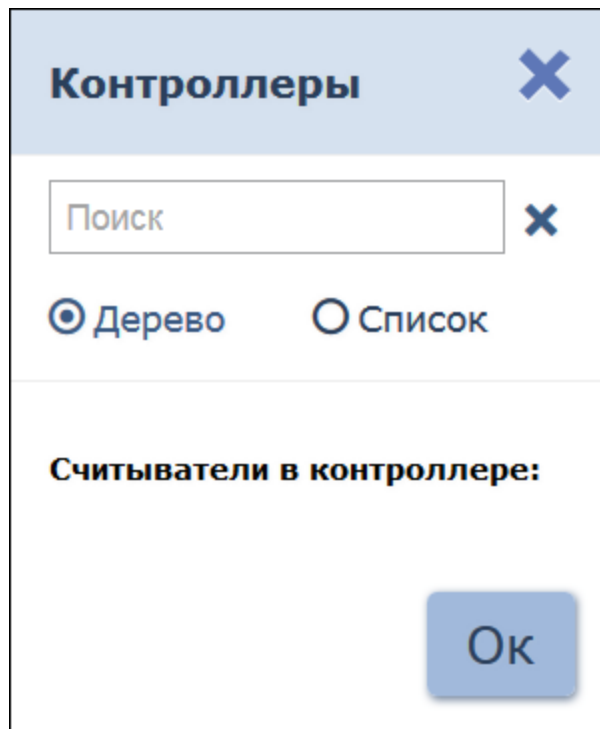 Контроллеры
Поиск
Дерево Список
Считыватели в контроллере:
Ок